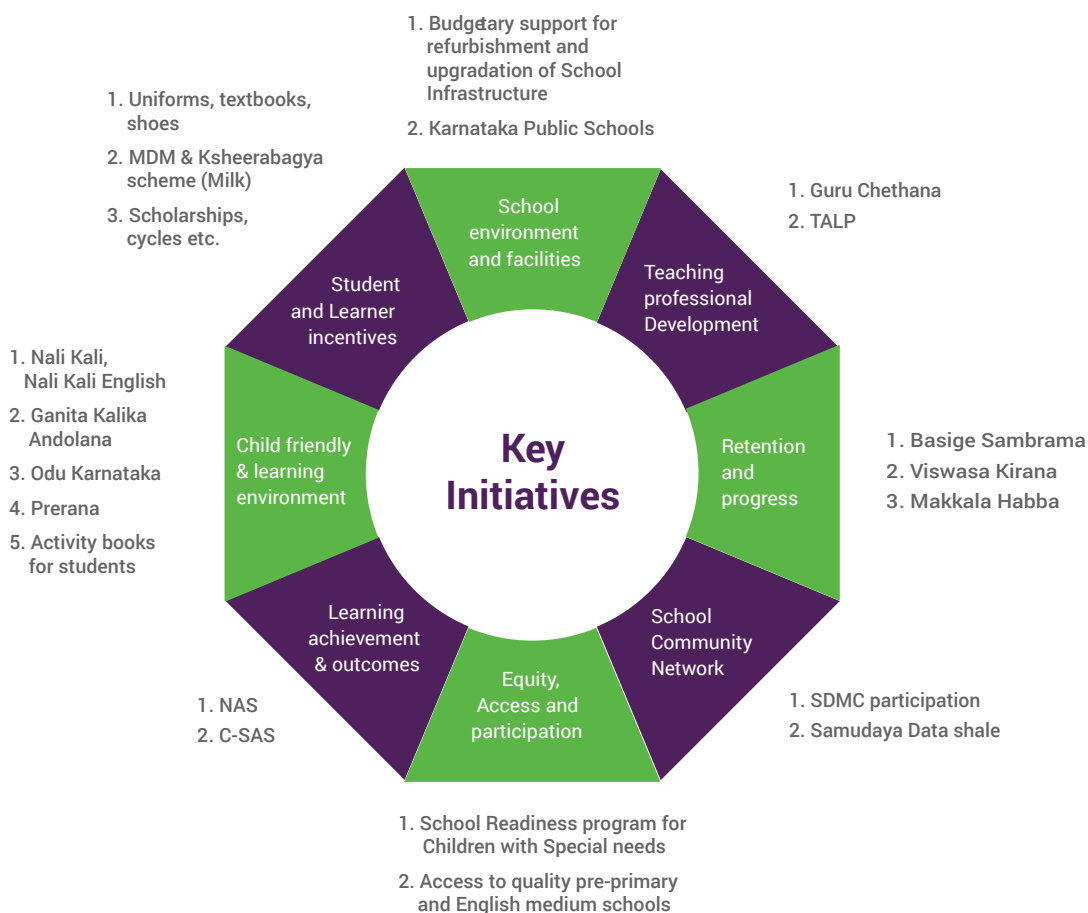 1. Budgetary support for
refurbishment and
upgradation of School
Infrastructure
2. Karnataka Public Schools
1. Uniforms, textbooks,
shoes
2. MDM & Ksheerabagya
scheme (Milk)
3. Scholarships,
cycles etc.
1. Guru Chethana
2. TALP
School
environment
and facilities
Student
and Learner
incentives
Teaching
professional
Development
1. Nali Kali,
Nali Kali English
2. Ganita Kalika
Andolana
3. Odu Karnataka
4. Prerana
5. Activity books
for students
Child friendly
& learning
environment
Key
Initiatives
Retention
and
progress
1. Basige Sambrama
2. Viswasa Kirana
3. Makkala Habba
Learning
achievement
& outcomes
School
Community
Network
Equity,
Access and
participation
1. NAS
2. C-SAS
1. SDMC participation
2. Samudaya Data shale
1. School Readiness program for
Children with Special needs
2. Access to quality pre-primary
and English medium schools